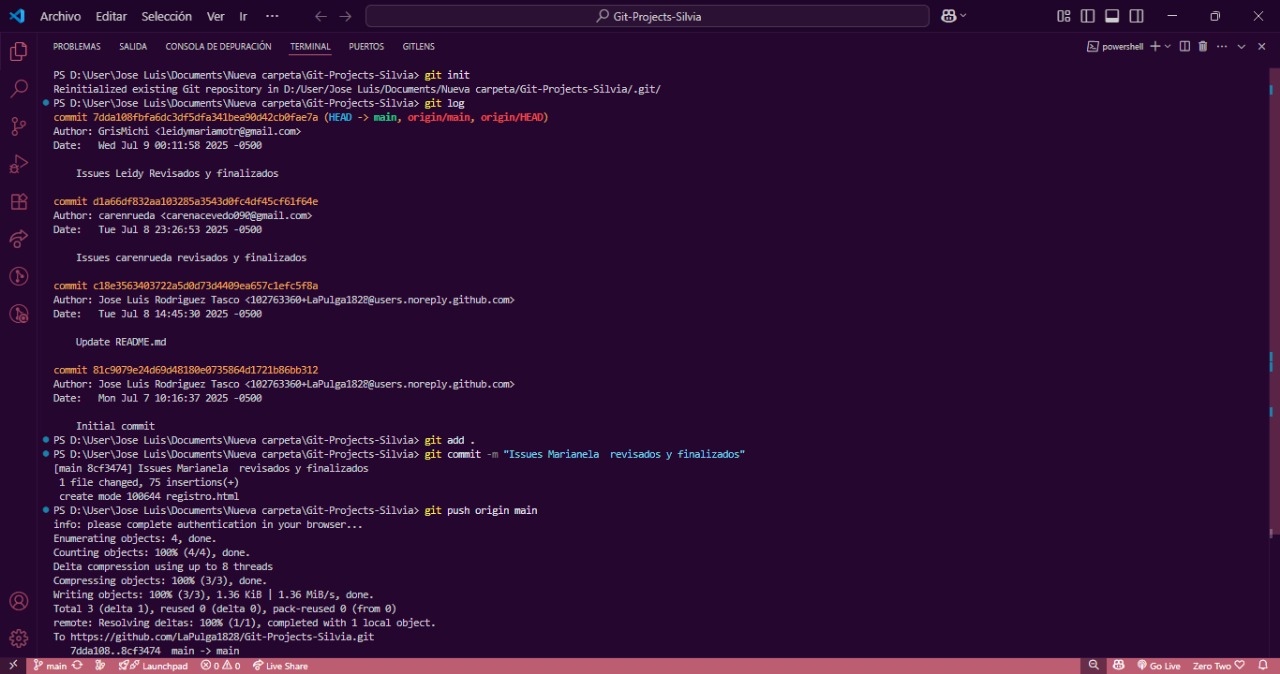 Archivo Editar Selección Ver Ir ··· Git-Projects-Silvia
PROBLEMAS SALIDA CONSOLA DE DEPURACIÓN TERMINAL PUERTOS GITLENS powershell
PS D:\User\Jose Luis\Documents\Nueva carpeta\Git-Projects-Silvia> git init
Reinitialized existing Git repository in D:/User/Jose Luis/Documents/Nueva carpeta/Git-Projects-Silvia/.git/
PS D:\User\Jose Luis\Documents\Nueva carpeta\Git-Projects-Silvia> git log
commit 7dda108fbfa6dc3df5dfa341bea90d42cb0fae7a (HEAD -> main, origin/main, origin/HEAD)
Author: GrisMichi <leidymariamotr@gmail.com>
Date:   Wed Jul 9 00:11:58 2025 -0500
    Issues Leidy Revisados y finalizados
commit d1a66df832aa103285a3543d0fc4df45cf61f64e
Author: carenrueda <carenacevedo090@gmail.com>
Date:   Tue Jul 8 23:26:53 2025 -0500
    Issues carenrueda revisados y finalizados
commit c18e3563403722a5d0d73d4409ea657c1efc5f8a
Author: Jose Luis Rodriguez Tasco <102763360+LaPulga1828@users.noreply.github.com>
Date:   Tue Jul 8 14:45:30 2025 -0500
    Update README.md
commit 81c9079e24d69d48180e0735864d1721b86bb312
Author: Jose Luis Rodriguez Tasco <102763360+LaPulga1828@users.noreply.github.com>
Date:   Mon Jul 7 10:16:37 2025 -0500
    Initial commit
PS D:\User\Jose Luis\Documents\Nueva carpeta\Git-Projects-Silvia> git add .
PS D:\User\Jose Luis\Documents\Nueva carpeta\Git-Projects-Silvia> git commit -m "Issues Marianela  revisados y finalizados"
[main 8cf3474] Issues Marianela  revisados y finalizados
 1 file changed, 75 insertions(+)
 create mode 100644 registro.html
PS D:\User\Jose Luis\Documents\Nueva carpeta\Git-Projects-Silvia> git push origin main
info: please complete authentication in your browser...
Enumerating objects: 4, done.
Counting objects: 100% (4/4), done.
Delta compression using up to 8 threads
Compressing objects: 100% (3/3), done.
Writing objects: 100% (3/3), 1.36 KiB | 1.36 MiB/s, done.
Total 3 (delta 1), reused 0 (delta 0), pack-reused 0 (from 0)
remote: Resolving deltas: 100% (1/1), completed with 1 local object.
To https://github.com/LaPulga1828/Git-Projects-Silvia.git
   7dda108..8cf3474  main -> main
main Launchpad 0 0 Live Share Go Live Zero Two